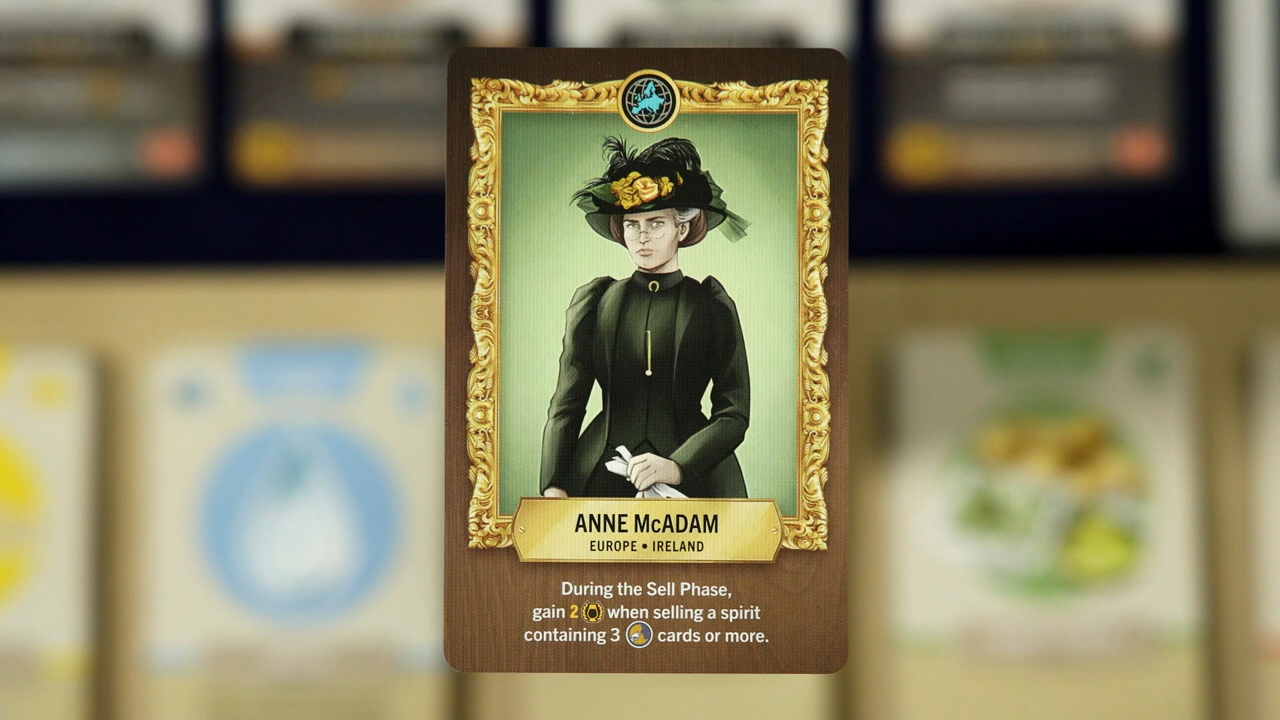 ANNE McADAM
EUROPE • IRELAND
During the Sell Phase,
gain 2 when selling a spirit
containing 3 cards or more.